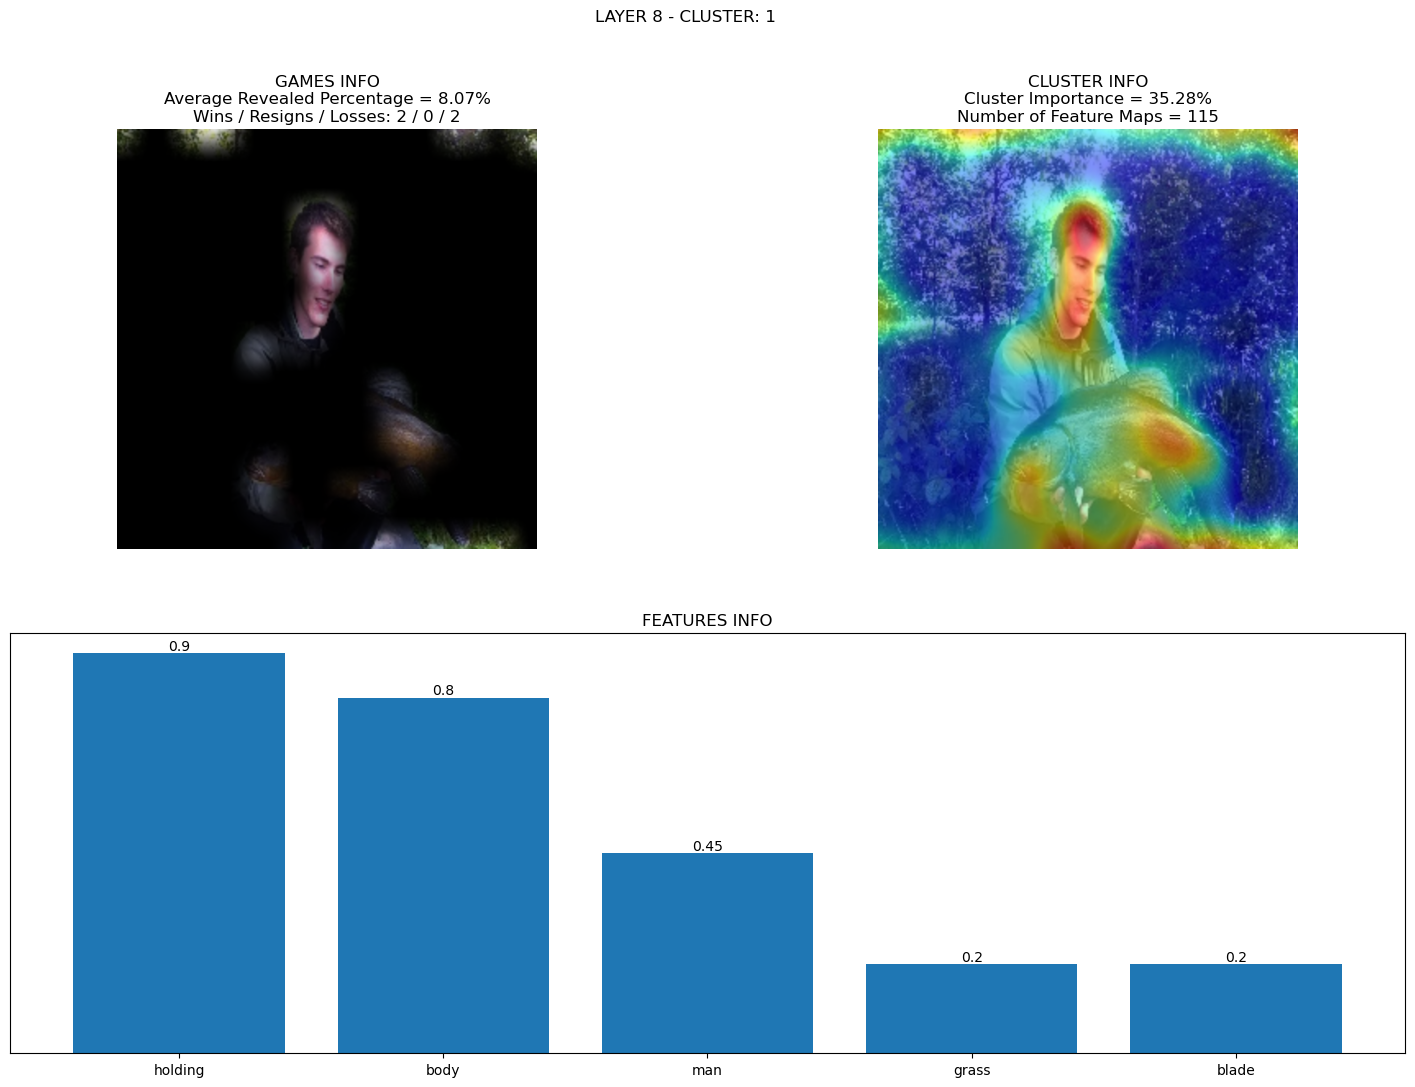 LAYER 8 - CLUSTER: 1
GAMES INFO
Average Revealed Percentage = 8.07%
Wins / Resigns / Losses: 2 / 0 / 2
CLUSTER INFO
Cluster Importance = 35.28%
Number of Feature Maps = 115
FEATURES INFO
0.9
0.8
0.45
0.2
0.2
holding
body
man
grass
blade